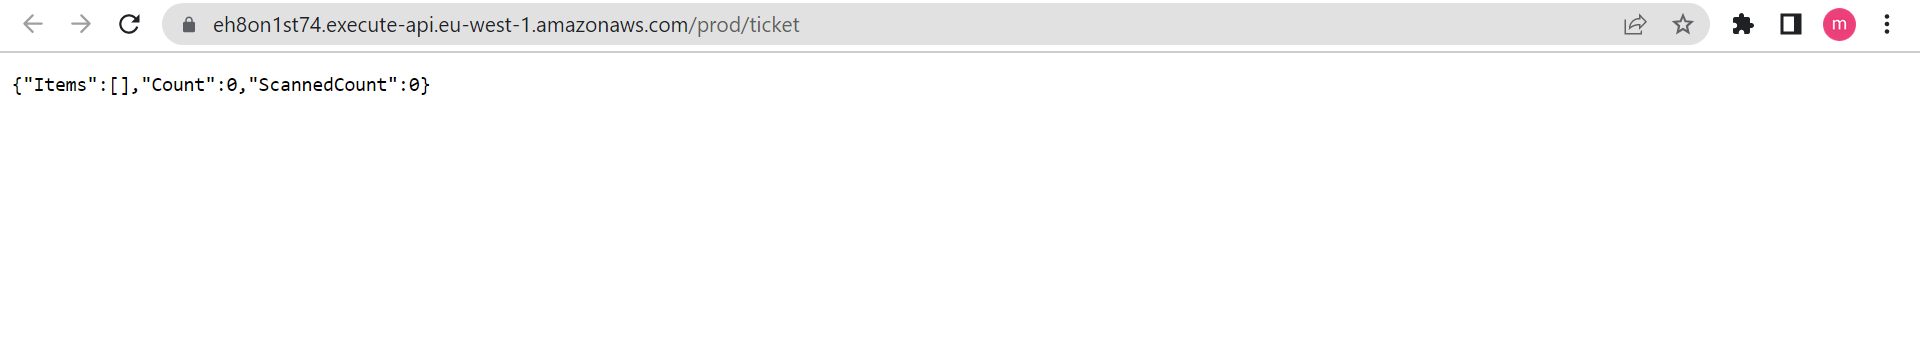 eh8on1st74.execute-api.eu-west-1.amazonaws.com/prod/ticket
m
{"Items":[],"Count":0,"ScannedCount":0}